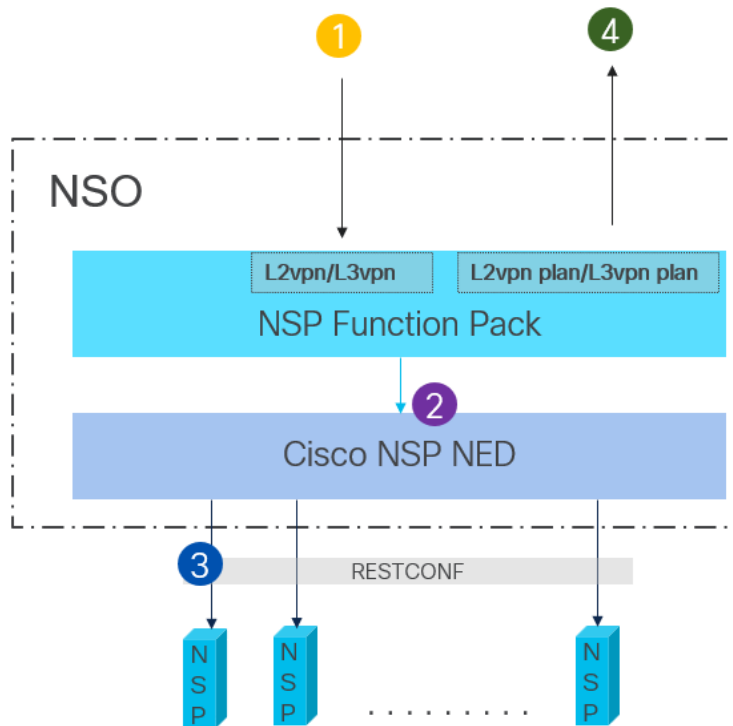 1
4
NSO
L2vpn/L3vpn
L2vpn plan/L3vpn plan
NSP Function Pack
2
Cisco NSP NED
3
RESTCONF
N
S
P
N
S
P
. . . . . . . . .
N
S
P